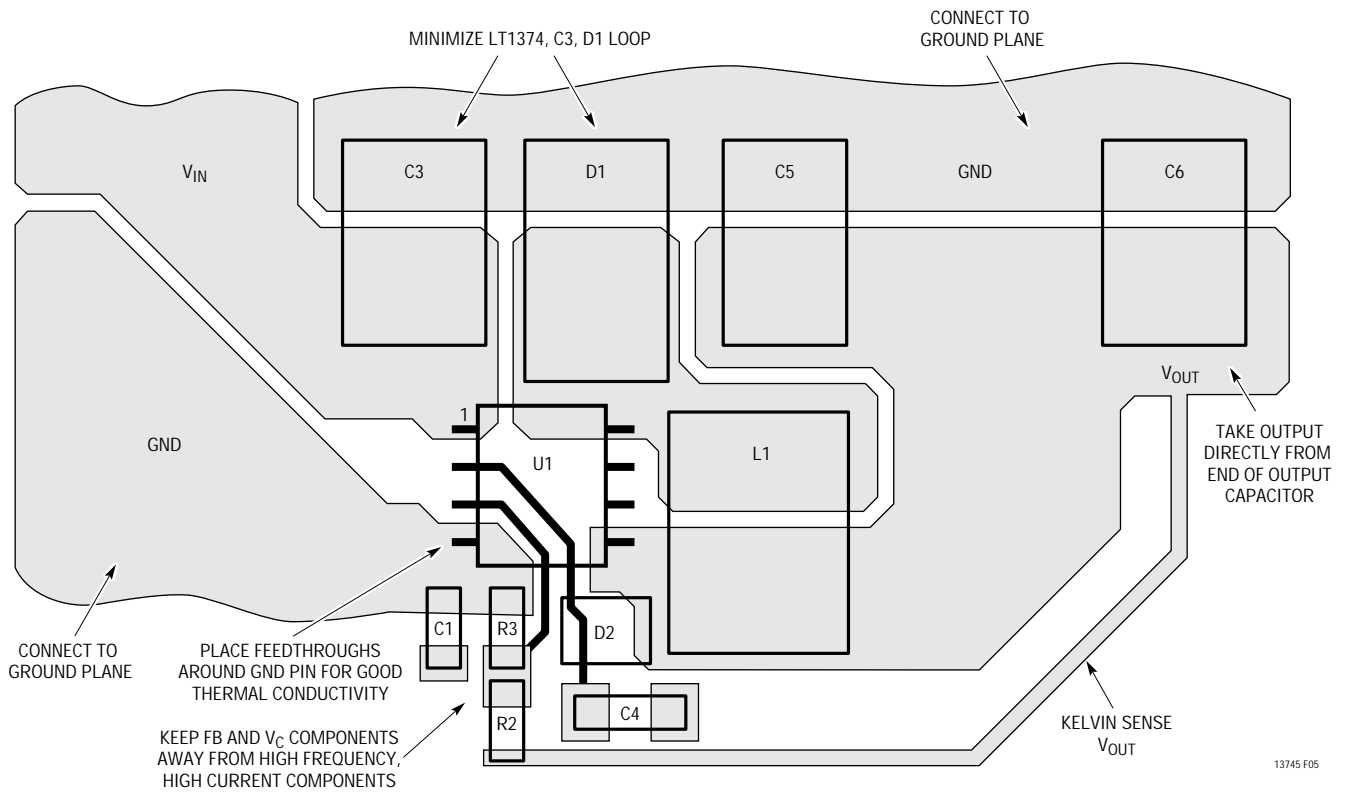 MINIMIZE LT1374, C3, D1 LOOP
CONNECT TO
GROUND PLANE
VIN
C3
D1
C5
GND
C6
1
U1
L1
GND
VOUT
TAKE OUTPUT
DIRECTLY FROM
END OF OUTPUT
CAPACITOR
CONNECT TO
GROUND PLANE
PLACE FEEDTHROUGHS
AROUND GND PIN FOR GOOD
THERMAL CONDUCTIVITY
C1
R3
D2
R2
C4
KEEP FB AND VC COMPONENTS
AWAY FROM HIGH FREQUENCY,
HIGH CURRENT COMPONENTS
KELVIN SENSE
VOUT
13745 F05